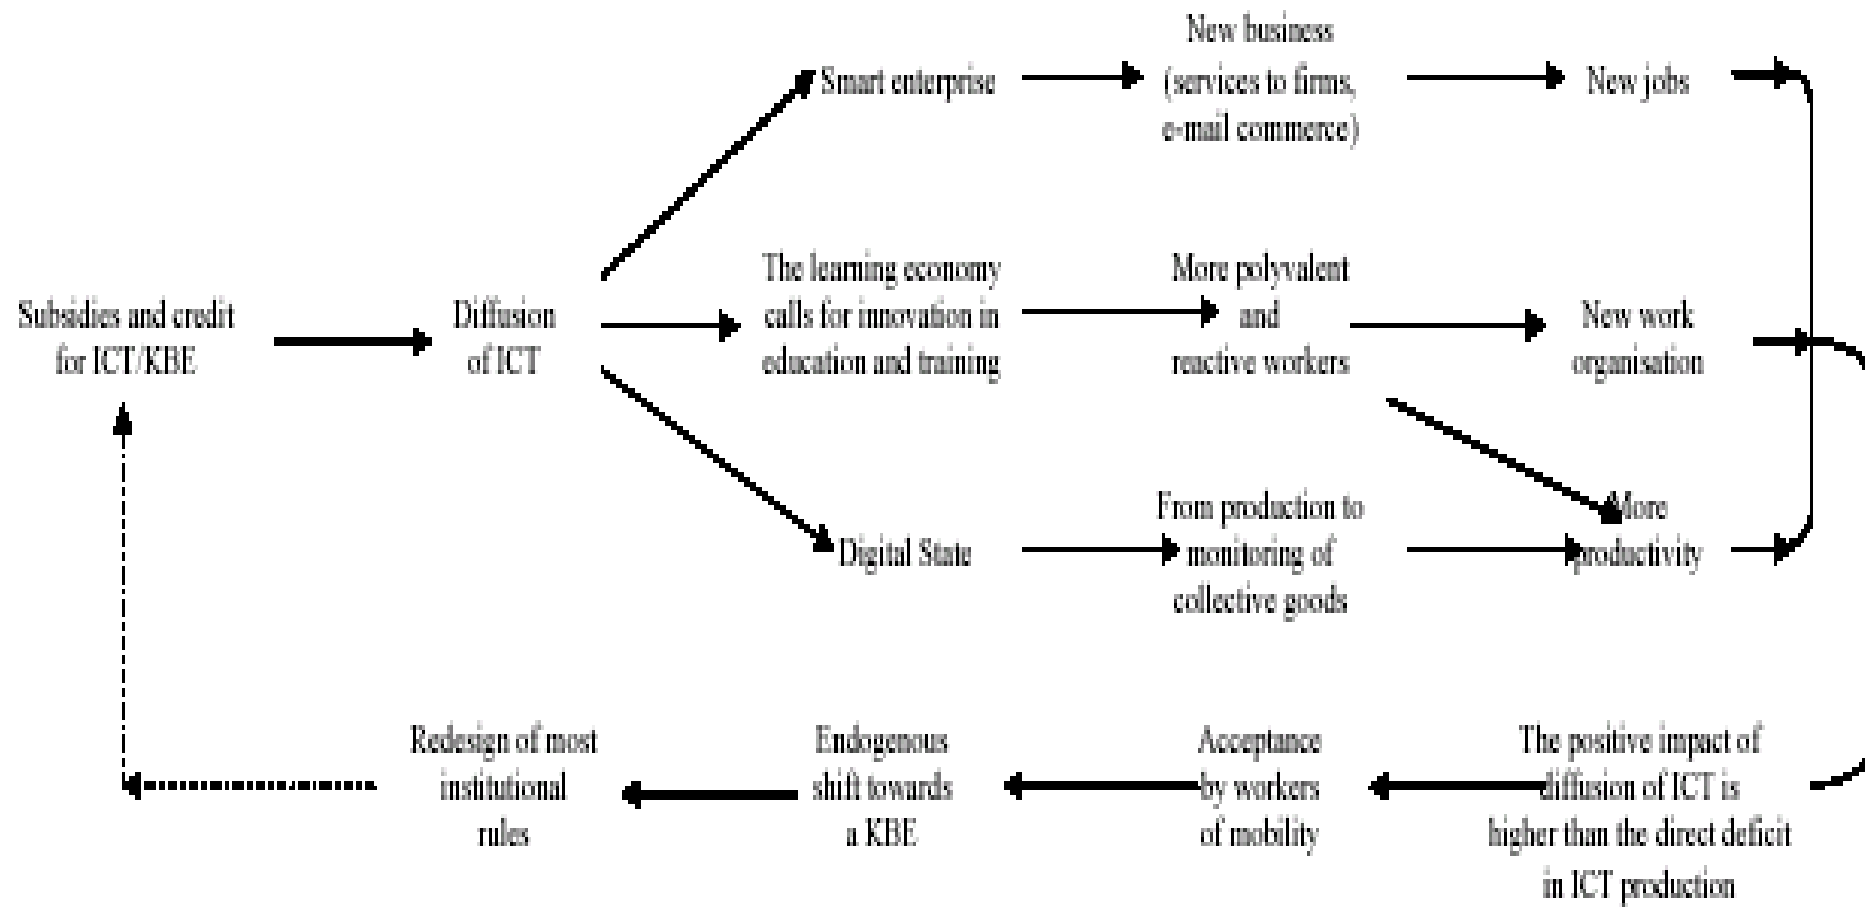 New business
Smart enterprise
(services to firms,
e-mail commerce)
New jobs
Subsidies and credit
for ICT/KBE
Diffusion
of ICT
The learning economy
calls for innovation in
education and training
More polyvalent
and
reactive workers
New work
organisation
Digital State
From production to
monitoring of
collective goods
More
productivity
Redesign of most
institutional
rules
Endogenous
shift towards
a KBE
Acceptance
by workers
of mobility
The positive impact of
diffusion of ICT is
higher than the direct deficit
in ICT production